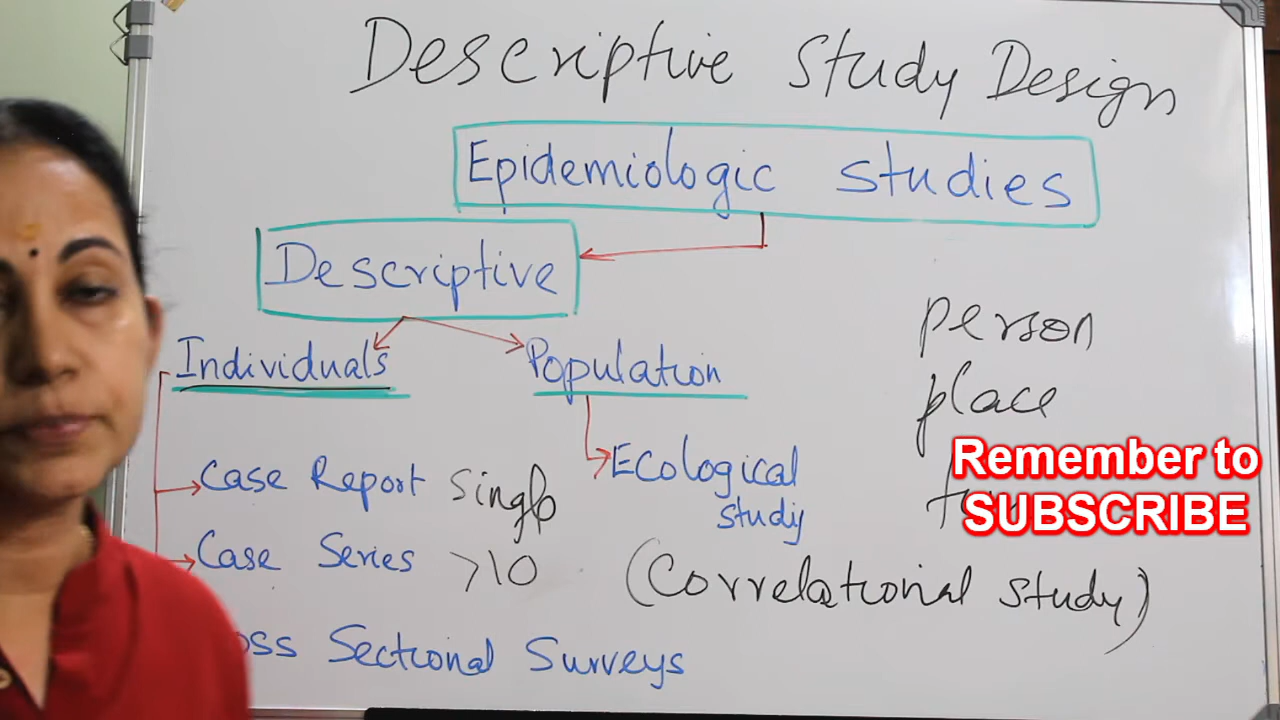 Descriptive Study Design
Epidemiologic studies
Descriptive
Individuals
Population
Case Report single
Case Series >10
Sectional Surveys
Ecological
study
(Correlational study)
person
place
Remember to
SUBSCRIBE